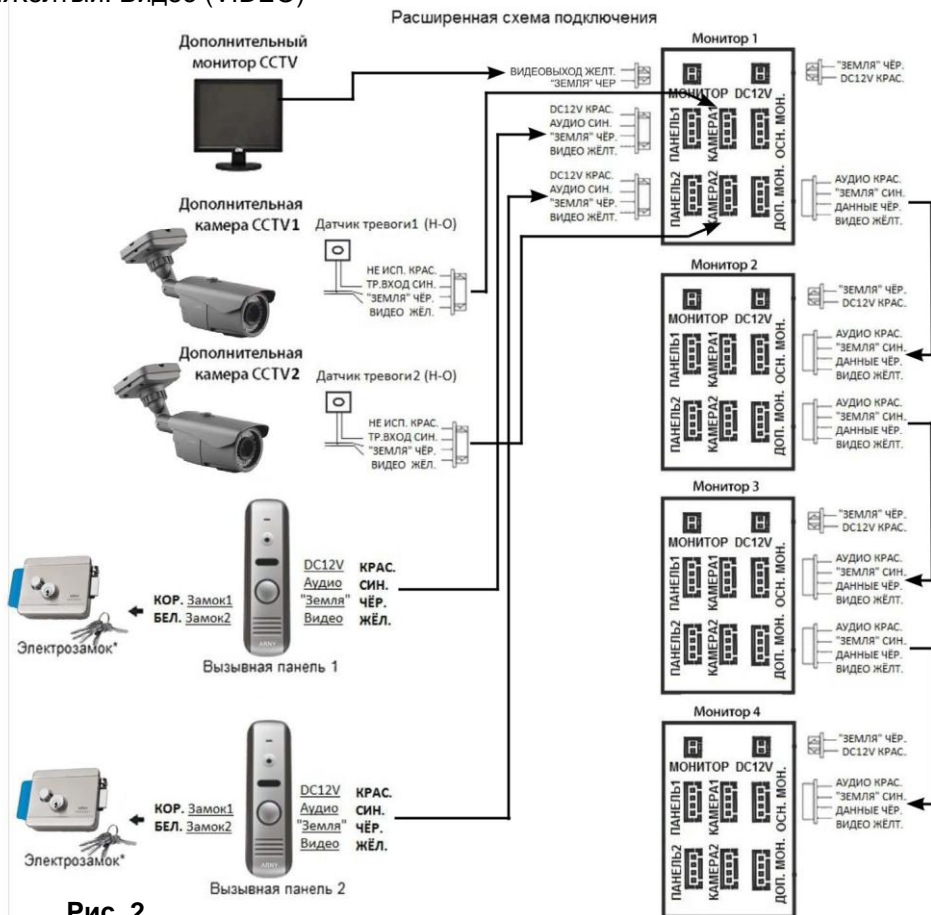 Желтый: Видео (VIDEO)
Расширенная схема подключения
Дополнительный
монитор CCTV
ВИДЕОВЫХОД ЖЕЛТ.
"ЗЕМЛЯ" ЧЕР
DC12V КРАС.
АУДИО СИН.
"ЗЕМЛЯ" ЧЁР.
ВИДЕО ЖЁЛТ.
DC12V КРАС.
АУДИО СИН.
"ЗЕМЛЯ" ЧЁР.
ВИДЕО ЖЁЛТ.
Дополнительная
камера CCTV1
Датчик тревоги1 (Н-О)
НЕ ИСП. КРАС.
ТР.ВХОД СИН.
"ЗЕМЛЯ" ЧЁР.
ВИДЕО ЖЁЛ.
Дополнительная
камера CCTV2
Датчик тревоги2 (Н-О)
НЕ ИСП. КРАС.
ТР.ВХОД СИН.
"ЗЕМЛЯ" ЧЁР.
ВИДЕО ЖЁЛ.
КОР. Замок1
БЕЛ. Замок2
Электрозамок*
ARNY
DC12V КРАС.
Аудио СИН.
"Земля" ЧЁР.
Видео ЖЁЛ.
Вызывная панель 1
КОР. Замок1
БЕЛ. Замок2
Электрозамок*
ARNY
DC12V КРАС.
Аудио СИН.
"Земля" ЧЁР.
Видео ЖЁЛ.
Вызывная панель 2
Рис. 2
Монитор 1
МОНИТОР DC12V
ПАНЕЛЬ1 КАМЕРА1 ОСН. МОН.
ПАНЕЛЬ2 КАМЕРА2 ДОП. МОН.
"ЗЕМЛЯ" ЧЁР.
DC12V КРАС.
АУДИО КРАС.
"ЗЕМЛЯ" СИН.
ДАННЫЕ ЧЁР.
ВИДЕО ЖЁЛТ.
Монитор 2
МОНИТОР DC12V
ПАНЕЛЬ1 КАМЕРА1 ОСН. МОН.
ПАНЕЛЬ2 КАМЕРА2 ДОП. МОН.
"ЗЕМЛЯ" ЧЁР.
DC12V КРАС.
АУДИО КРАС.
"ЗЕМЛЯ" СИН.
ДАННЫЕ ЧЁР.
ВИДЕО ЖЁЛТ.
АУДИО КРАС.
"ЗЕМЛЯ" СИН.
ДАННЫЕ ЧЁР.
ВИДЕО ЖЁЛТ.
Монитор 3
МОНИТОР DC12V
ПАНЕЛЬ1 КАМЕРА1 ОСН. МОН.
ПАНЕЛЬ2 КАМЕРА2 ДОП. МОН.
"ЗЕМЛЯ" ЧЁР.
DC12V КРАС.
АУДИО КРАС.
"ЗЕМЛЯ" СИН.
ДАННЫЕ ЧЁР.
ВИДЕО ЖЁЛТ.
АУДИО КРАС.
"ЗЕМЛЯ" СИН.
ДАННЫЕ ЧЁР.
ВИДЕО ЖЁЛТ.
Монитор 4
МОНИТОР DC12V
ПАНЕЛЬ1 КАМЕРА1 ОСН. МОН.
ПАНЕЛЬ2 КАМЕРА2 ДОП. МОН.
"ЗЕМЛЯ" ЧЁР.
DC12V КРАС.
АУДИО КРАС.
"ЗЕМЛЯ" СИН.
ДАННЫЕ ЧЁР.
ВИДЕО ЖЁЛТ.